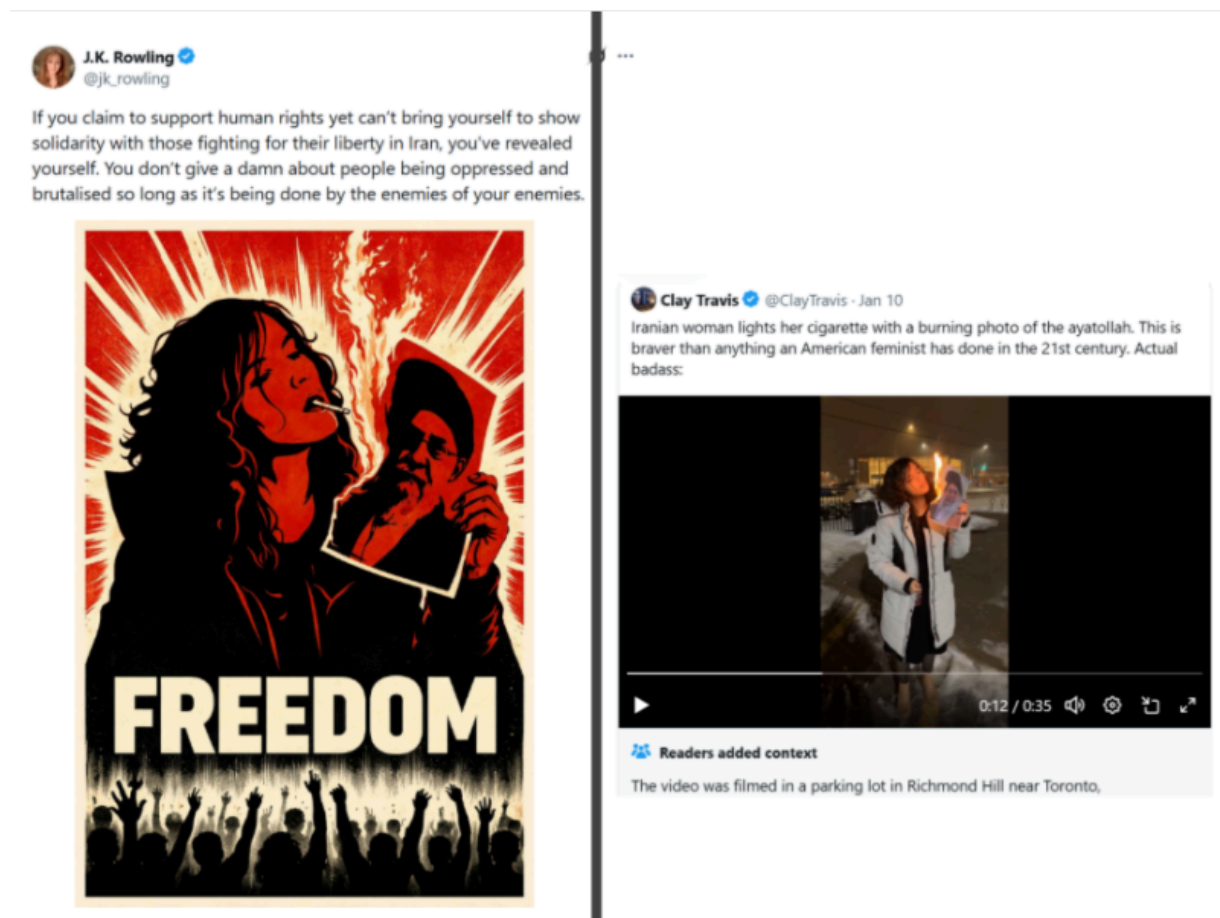 J.K. Rowling
@jk_rowling
If you claim to support human rights yet can't bring yourself to show
solidarity with those fighting for their liberty in Iran, you've revealed
yourself. You don't give a damn about people being oppressed and
brutalised so long as it's being done by the enemies of your enemies.
FREEDOM
Clay Travis @ClayTravis · Jan 10
Iranian woman lights her cigarette with a burning photo of the ayatollah. This is
braver than anything an American feminist has done in the 21st century. Actual
badass:
0:12 / 0:35
Readers added context
The video was filmed in a parking lot in Richmond Hill near Toronto,